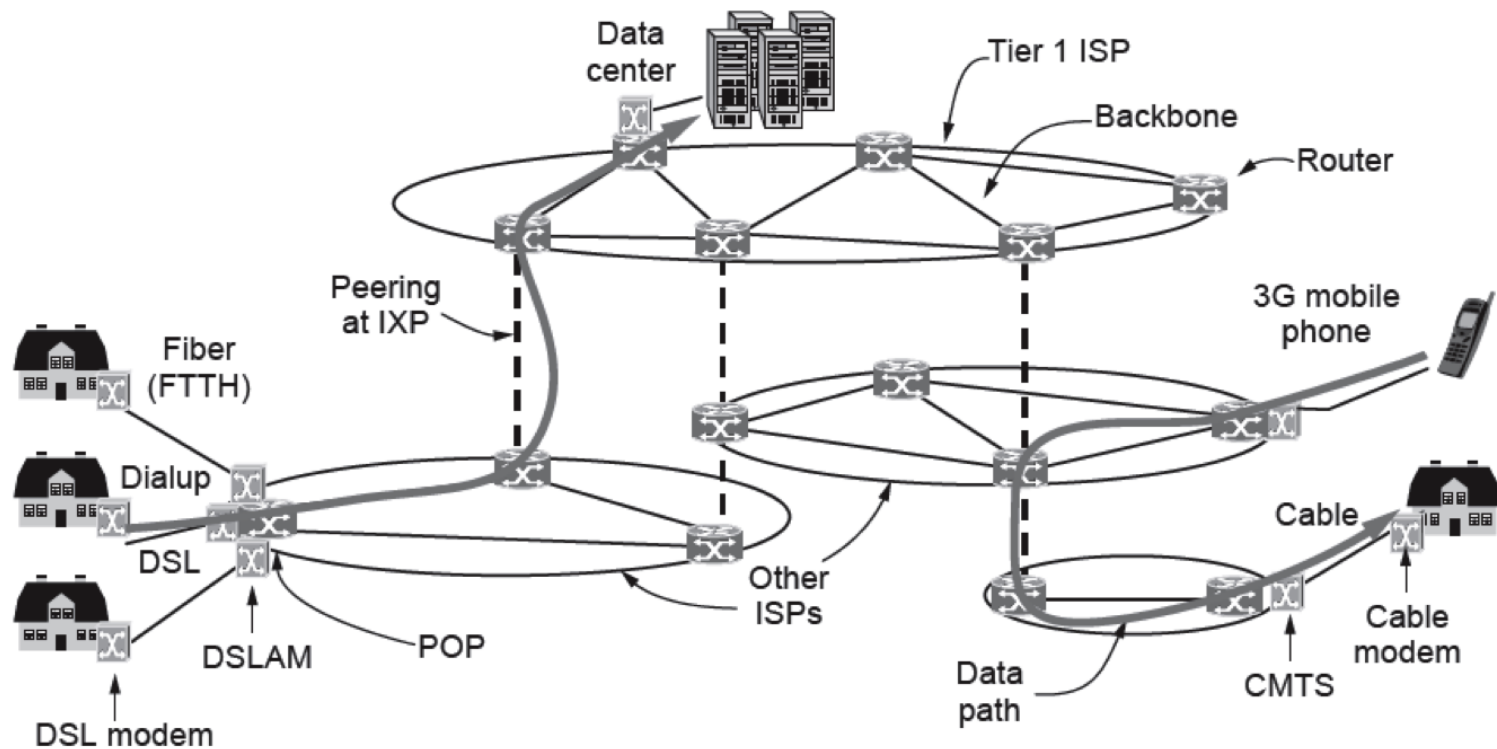 Data
center
Tier 1 ISP
Backbone
Router
Peering
at IXP
3G mobile
phone
Fiber
(FTTH)
Dialup
DSL
Cable
Other
ISPs
DSLAM
POP
Data
path
CMTS
Cable
modem
DSL modem